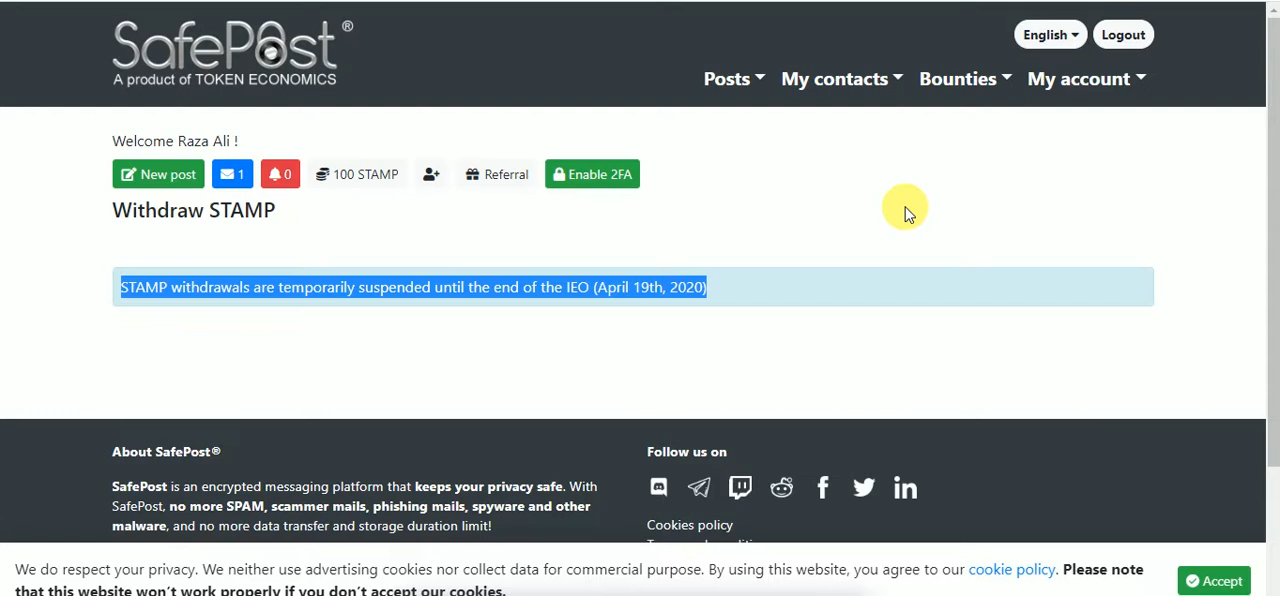 SafePost®
A product of TOKEN ECONOMICS
English
Logout
Posts
My contacts
Bounties
My account
Welcome Raza Ali !
New post
1
0
100 STAMP
Referral
Enable 2FA
Withdraw STAMP
STAMP withdrawals are temporarily suspended until the end of the IEO (April 19th, 2020)
About SafePost®
SafePost is an encrypted messaging platform that keeps your privacy safe. With
SafePost, no more SPAM, scammer mails, phishing mails, spyware and other
malware, and no more data transfer and storage duration limit!
Follow us on
Cookies policy
We do respect your privacy. We neither use advertising cookies nor collect data for commercial purpose. By using this website, you agree to our cookie policy. Please note
that this website won't work properly if you don't accept our cookies.
Accept